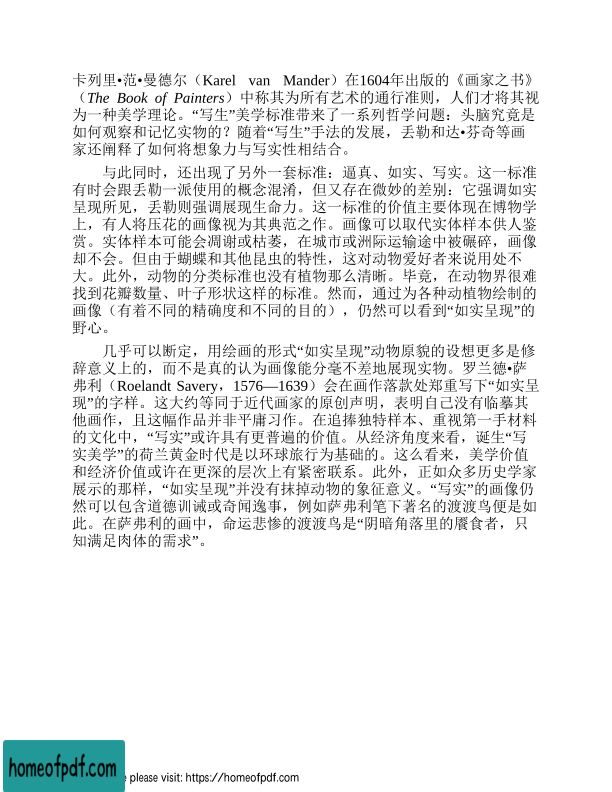 卡列里•范•曼德尔（Karel van Mander）在1604年出版的《画家之书》
（The Book of Painters）中称其为所有艺术的通行准则，人们才将其视
为一种美学理论。“写生”美学标准带来了一系列哲学问题：头脑究竟是
如何观察和记忆实物的？随着“写生”手法的发展，丢勒和达•芬奇等画
家还阐释了如何将想象力与写实性相结合。
与此同时，还出现了另外一套标准：逼真、如实、写实。这一标准
有时会跟丢勒一派使用的概念混淆，但又存在微妙的差别：它强调如实
呈现所见，丢勒则强调展现生命力。这一标准的价值主要体现在博物学
上，有人将压花的画像视为其典范之作。画像可以取代实体样本供人鉴
赏。实体样本可能会凋谢或枯萎，在城市或洲际运输途中被碾碎，画像
却不会。但由于蝴蝶和其他昆虫的特性，这对动物爱好者来说用处不
大。此外，动物的分类标准也没有植物那么清晰。毕竟，在动物界很难
找到花瓣数量、叶子形状这样的标准。然而，通过为各种动植物绘制的
画像（有着不同的精确度和不同的目的），仍然可以看到“如实呈现”的
野心。
几乎可以断定，用绘画的形式“如实呈现”动物原貌的设想更多是修
辞意义上的，而不是真的认为画像能分毫不差地展现实物。罗兰德•萨
弗利（Roelandt Savery，1576—1639）会在画作落款处郑重写下“如实呈
现”的字样。这大约等同于近代画家的原创声明，表明自己没有临摹其
他画作，且这幅作品并非平庸习作。在追捧独特样本、重视第一手材料
的文化中，“写实”或许具有更普遍的价值。从经济角度来看，诞生“写
实美学”的荷兰黄金时代是以环球旅行为基础的。这么看来，美学价值
和经济价值或许在更深的层次上有紧密联系。此外，正如众多历史学家
展示的那样，“如实呈现”并没有抹掉动物的象征意义。“写实”的画像仍
然可以包含道德训诫或奇闻逸事，例如萨弗利笔下著名的渡渡鸟便是如
此。在萨弗利的画中，命运悲惨的渡渡鸟是“阴暗角落里的饕食者，只
知满足肉体的需求”。
homeofpdf.com
e please visit: https://homeofpdf.com